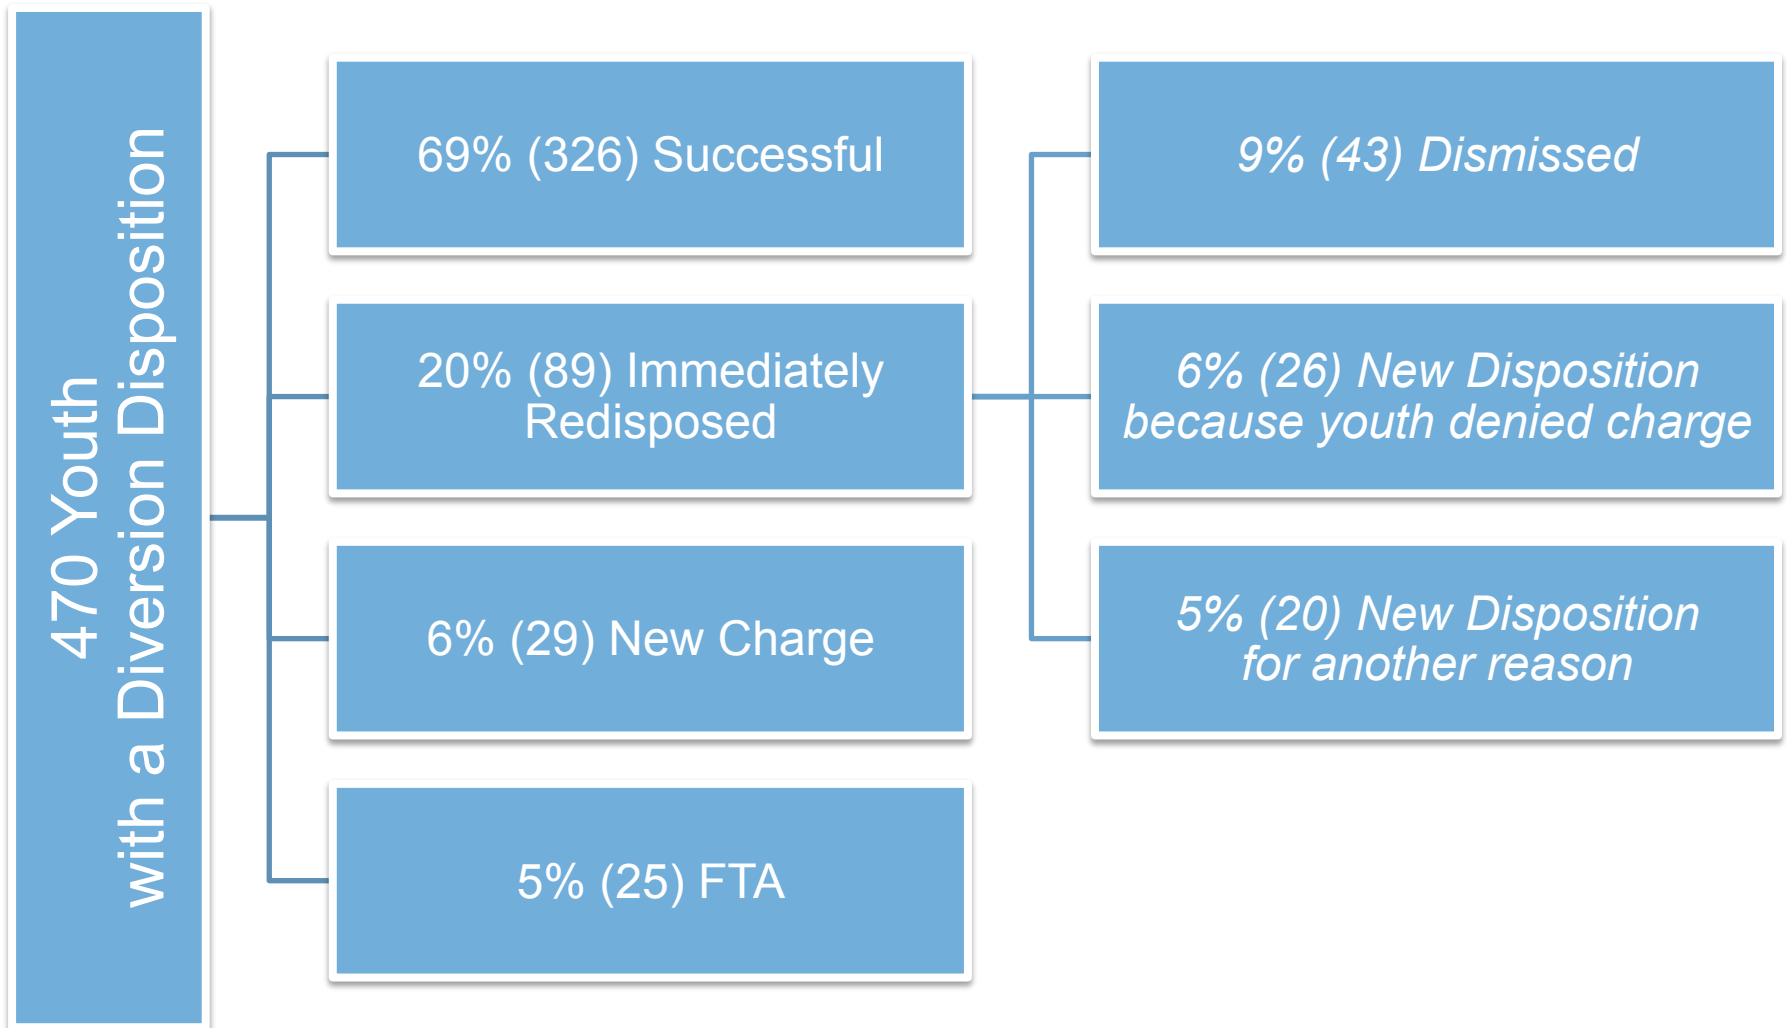 470 Youth
with a Diversion Disposition
69% (326) Successful
20% (89) Immediately
Redisposed
6% (29) New Charge
5% (25) FTA
9% (43) Dismissed
6% (26) New Disposition
because youth denied charge
5% (20) New Disposition
for another reason